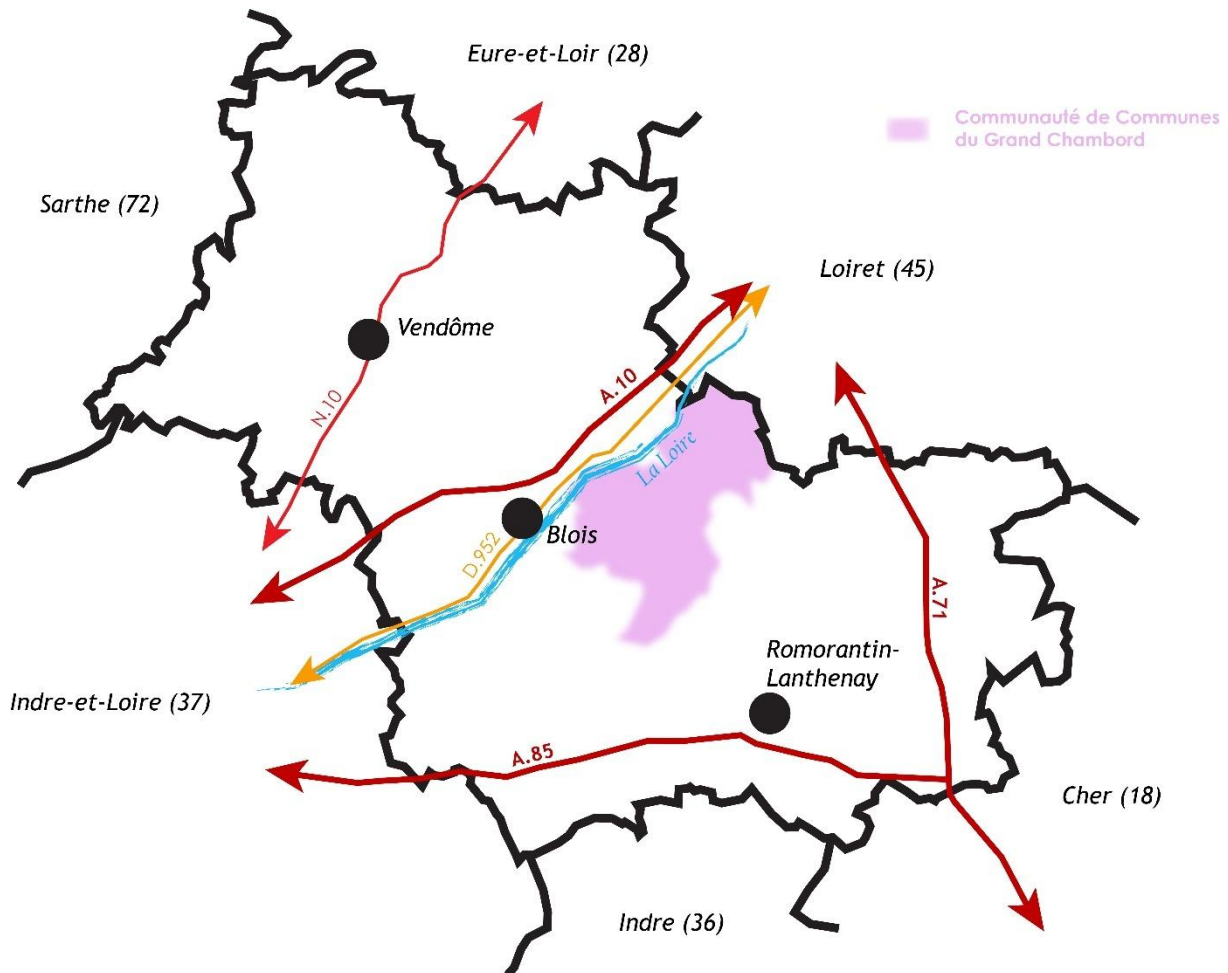 Eure-et-Loir (28)
Communauté de Communes
du Grand Chambord
Sarthe (72)
Loiret (45)
Vendôme
A.10
N.10
La Loire
Blois
D.952
A.71
Romorantin-
Lanthenay
Indre-et-Loire (37)
A.85
Cher (18)
Indre (36)